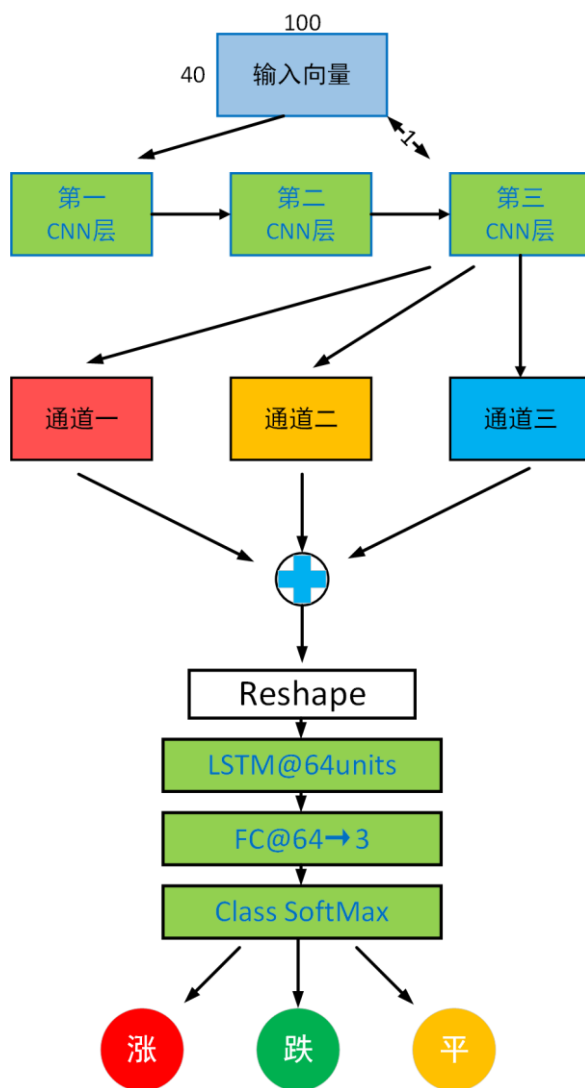 100
40
输入向量
1
第一
CNN层
第二
CNN层
第三
CNN层
通道一
通道二
通道三
Reshape
LSTM@64units
FC@64→3
Class SoftMax
涨
跌
平